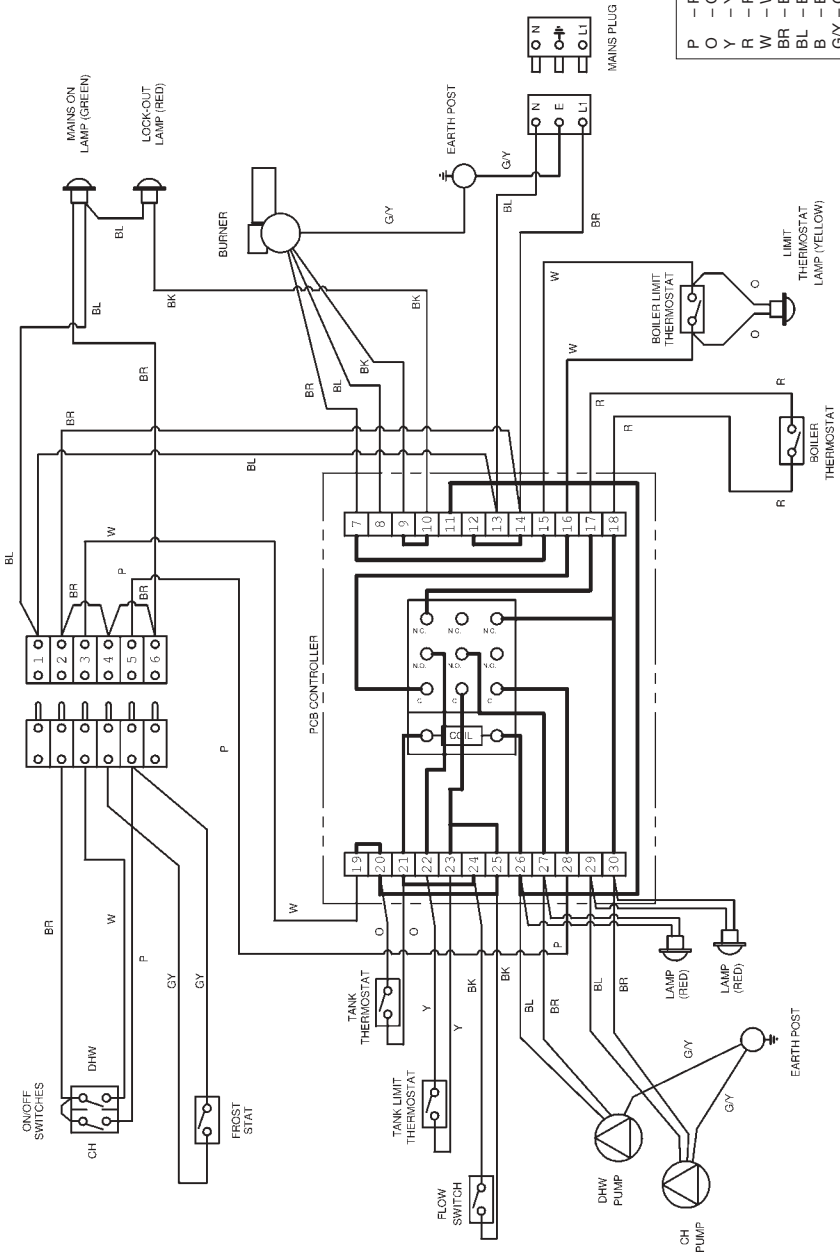 MAINS ON
LAMP (GREEN)
LOCK-OUT
LAMP (RED)
BL
BL
BK
BR
BL
BR
BL
W
P
BR
BR
1
2
3
4
5
6
ON/OFF
SWITCHES
CH
DHW
BR
W
P
GY
GY
FROST
STAT
P
W
BURNER
BR
BL
BK
BK
G/Y
EARTH POST
G/Y
BL
BR
N
E
L1
N
L1
MAINS PLUG
P –
O –
Y –
R –
W –
BR –
BL –
B –
G/Y –
PCB CONTROLLER
7
8
9
10
11
12
13
14
15
16
17
18
N.C.
N.C.
N.C.
N.O.
N.O.
COIL
19
20
21
22
23
24
25
26
27
28
29
30
W
W
BOILER LIMIT
THERMOSTAT
O
O
LIMIT
THERMOSTAT
LAMP (YELLOW)
R
R
R
R
BOILER
THERMOSTAT
TANK
THERMOSTAT
O
O
TANK LIMIT
THERMOSTAT
Y
Y
FLOW
SWITCH
BK
BK
BL
BR
P
BL
BR
LAMP
(RED)
LAMP
(RED)
DHW
PUMP
CH
PUMP
G/Y
G/Y
EARTH POST